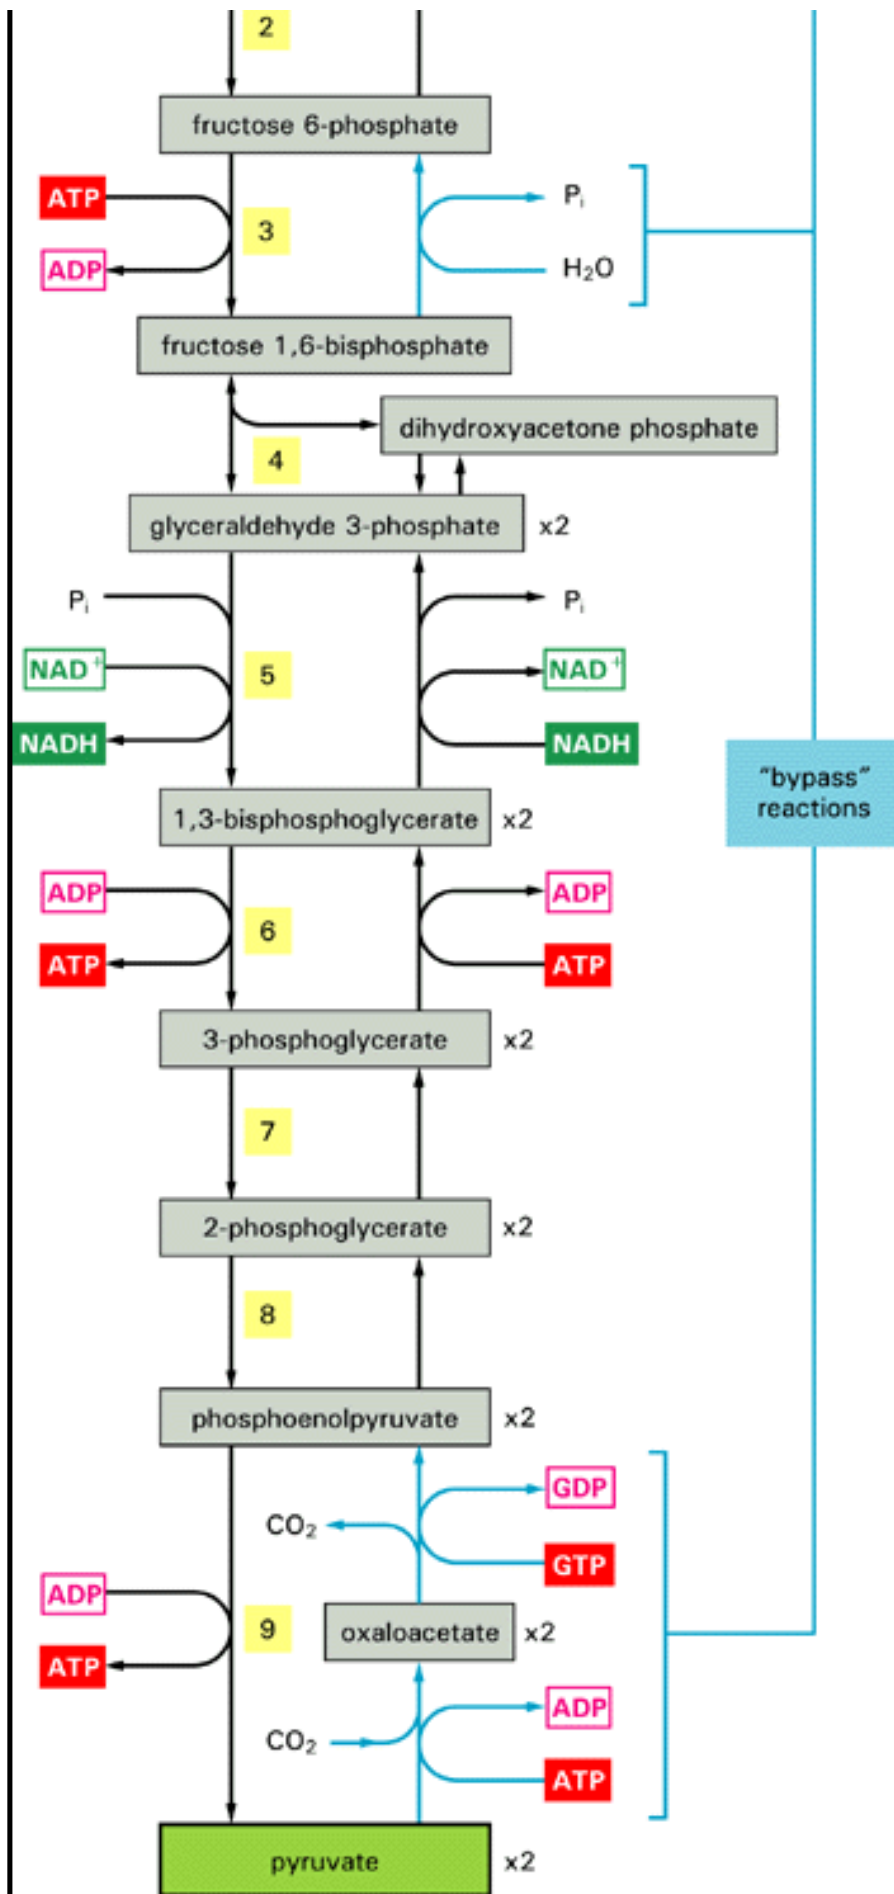 2
fructose 6-phosphate
ATP
3
Pᵢ
ADP
H₂O
fructose 1,6-bisphosphate
dihydroxyacetone phosphate
4
glyceraldehyde 3-phosphate x2
Pᵢ
Pᵢ
NAD⁺
5
NAD⁺
NADH
NADH
"bypass"
reactions
1,3-bisphosphoglycerate x2
ADP
6
ADP
ATP
ATP
3-phosphoglycerate x2
7
2-phosphoglycerate x2
8
phosphoenolpyruvate x2
GDP
CO₂
GTP
ADP
9
oxaloacetate x2
ATP
ADP
CO₂
ATP
pyruvate x2